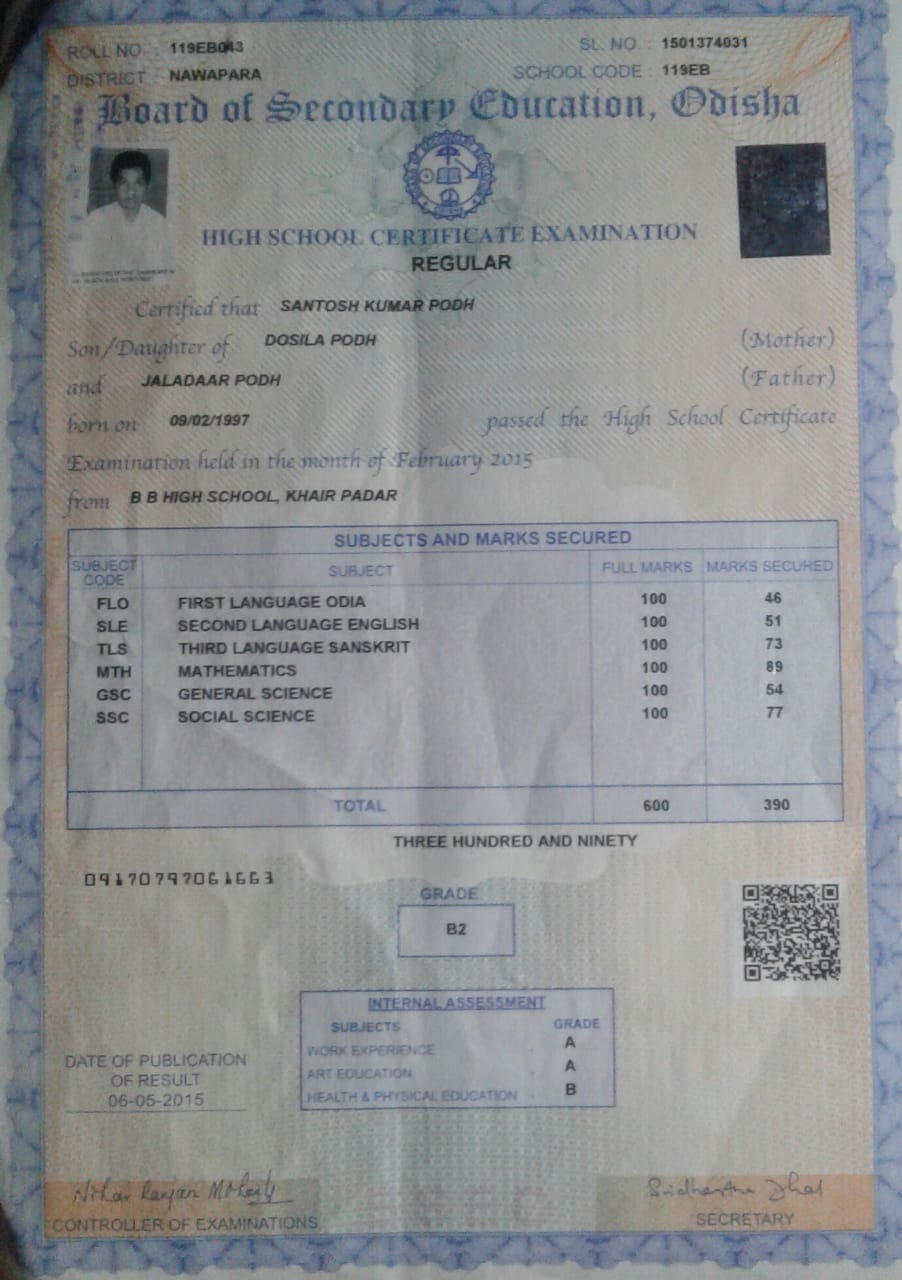 ROLL NO. : 119EB043
SL. NO. : 1501374031
DISTRICT : NAWAPARA
SCHOOL CODE : 119EB
Board of Secondary Education, Odisha
HIGH SCHOOL CERTIFICATE EXAMINATION
REGULAR
Certified that SANTOSH KUMAR PODH
Son/Daughter of DOSILA PODH (Mother)
and JALADAAR PODH (Father)
born on 09/02/1997 passed the High School Certificate
Examination held in the month of February 2015
from B B HIGH SCHOOL, KHAIR PADAR
SUBJECTS AND MARKS SECURED
SUBJECT CODE SUBJECT FULL MARKS MARKS SECURED
FLO FIRST LANGUAGE ODIA 100 46
SLE SECOND LANGUAGE ENGLISH 100 51
TLS THIRD LANGUAGE SANSKRIT 100 73
MTH MATHEMATICS 100 89
GSC GENERAL SCIENCE 100 54
SSC SOCIAL SCIENCE 100 77
TOTAL 600 390
THREE HUNDRED AND NINETY
09170797061663
GRADE
B2
INTERNAL ASSESSMENT
SUBJECTS GRADE
WORK EXPERIENCE - A
ART EDUCATION - A
HEALTH & PHYSICAL EDUCATION - B
DATE OF PUBLICATION
OF RESULT
06-05-2015
Nihar Ranjan Mohanty
CONTROLLER OF EXAMINATIONS
SECRETARY